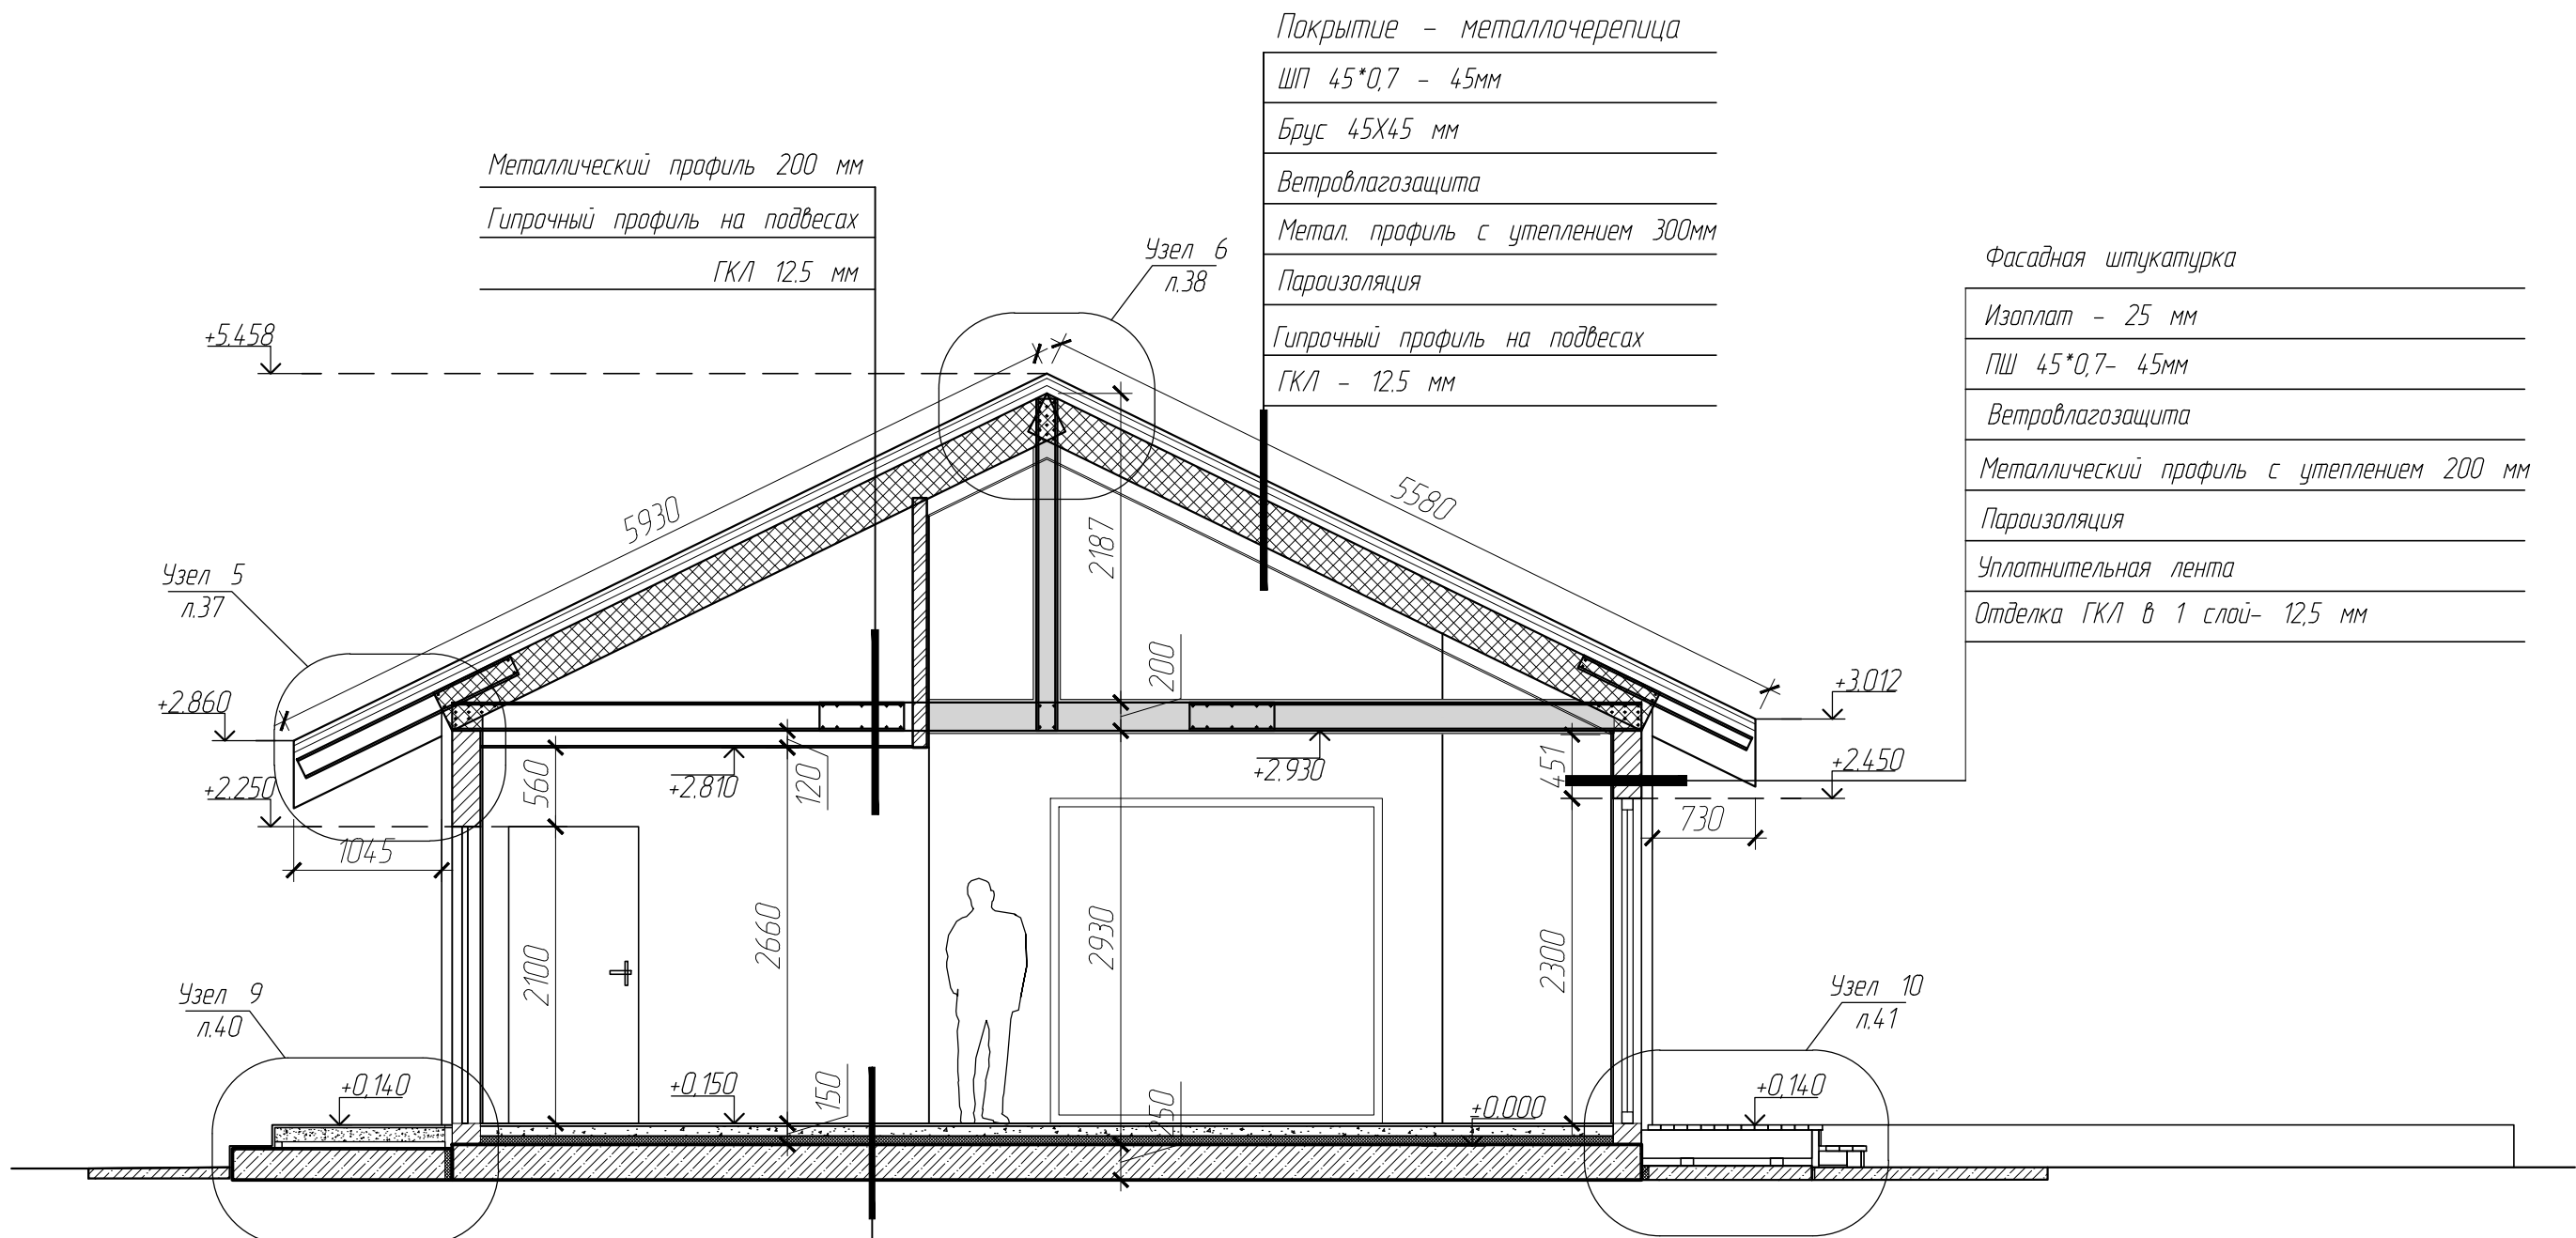 Покрытие - металлочерепица
ШП 45*0,7 - 45мм
Брус 45Х45 мм
Ветровлагозащита
Метал. профиль с утеплением 300мм
Пароизоляция
Гипрочный профиль на подвесах
ГКЛ - 12.5 мм
Металлический профиль 200 мм
Гипрочный профиль на подвесах
ГКЛ 12.5 мм
Узел 6
л.38
Фасадная штукатурка
Изоплат - 25 мм
ПШ 45*0,7- 45мм
Ветровлагозащита
Металлический профиль с утеплением 200 мм
Пароизоляция
Уплотнительная лента
Отделка ГКЛ в 1 слой- 12,5 мм
+5.458
5930
5580
2187
Узел 5
л.37
200
+2.860
+3.012
+2.250
560
+2.810
120
+2.930
451
+2.450
1045
730
2100
2660
2930
2300
Узел 9
л.40
Узел 10
л.41
+0,140
+0,150
150
250
±0.000
+0,140